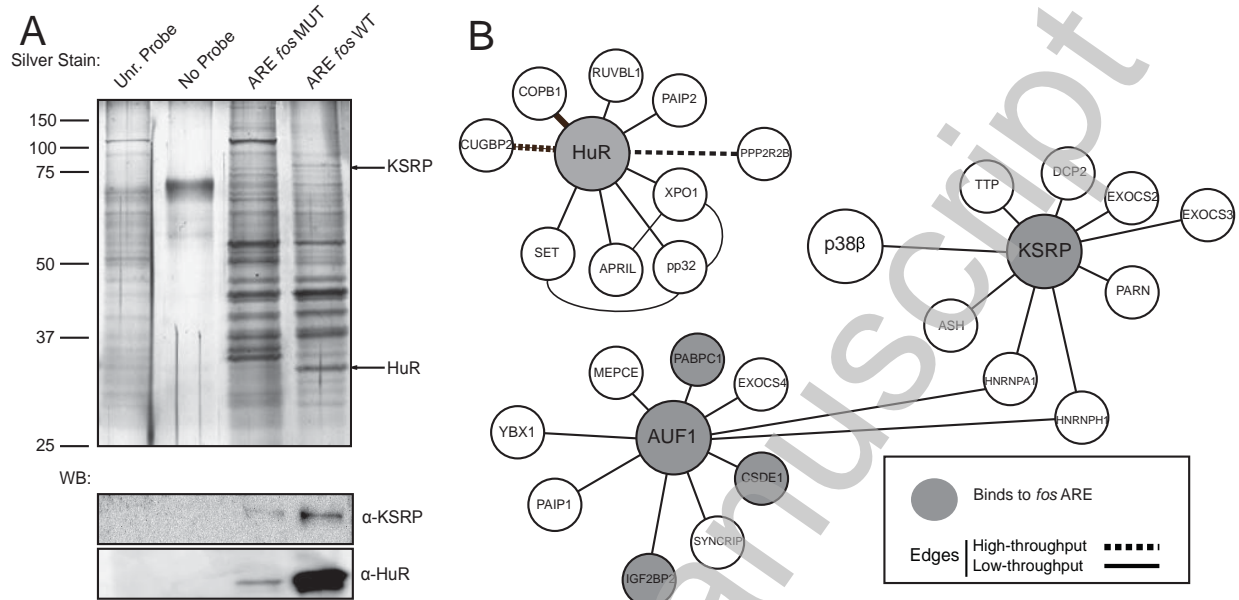 A
Silver Stain:
Unr. Probe
No Probe
ARE fos MUT
ARE fos WT
150
100
75
50
37
25
KSRP
HuR
WB:
α-KSRP
α-HuR
B
RUVBL1
COPB1
PAIP2
CUGBP2
HuR
PPP2R2B
XPO1
SET
APRIL
pp32
TTP
DCP2
EXOCS2
EXOCS3
p38β
KSRP
PARN
ASH
HNRNPA1
HNRNPH1
PABPC1
MEPCE
EXOCS4
YBX1
AUF1
CSDE1
PAIP1
SYNCRIP
IGF2BP2
Binds to fos ARE
Edges
High-throughput
Low-throughput
anuscript